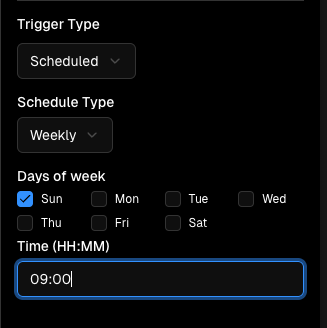 Trigger Type
Scheduled
Schedule Type
Weekly
Days of week
Sun Mon Tue Wed
Thu Fri Sat
Time (HH:MM)
09:00